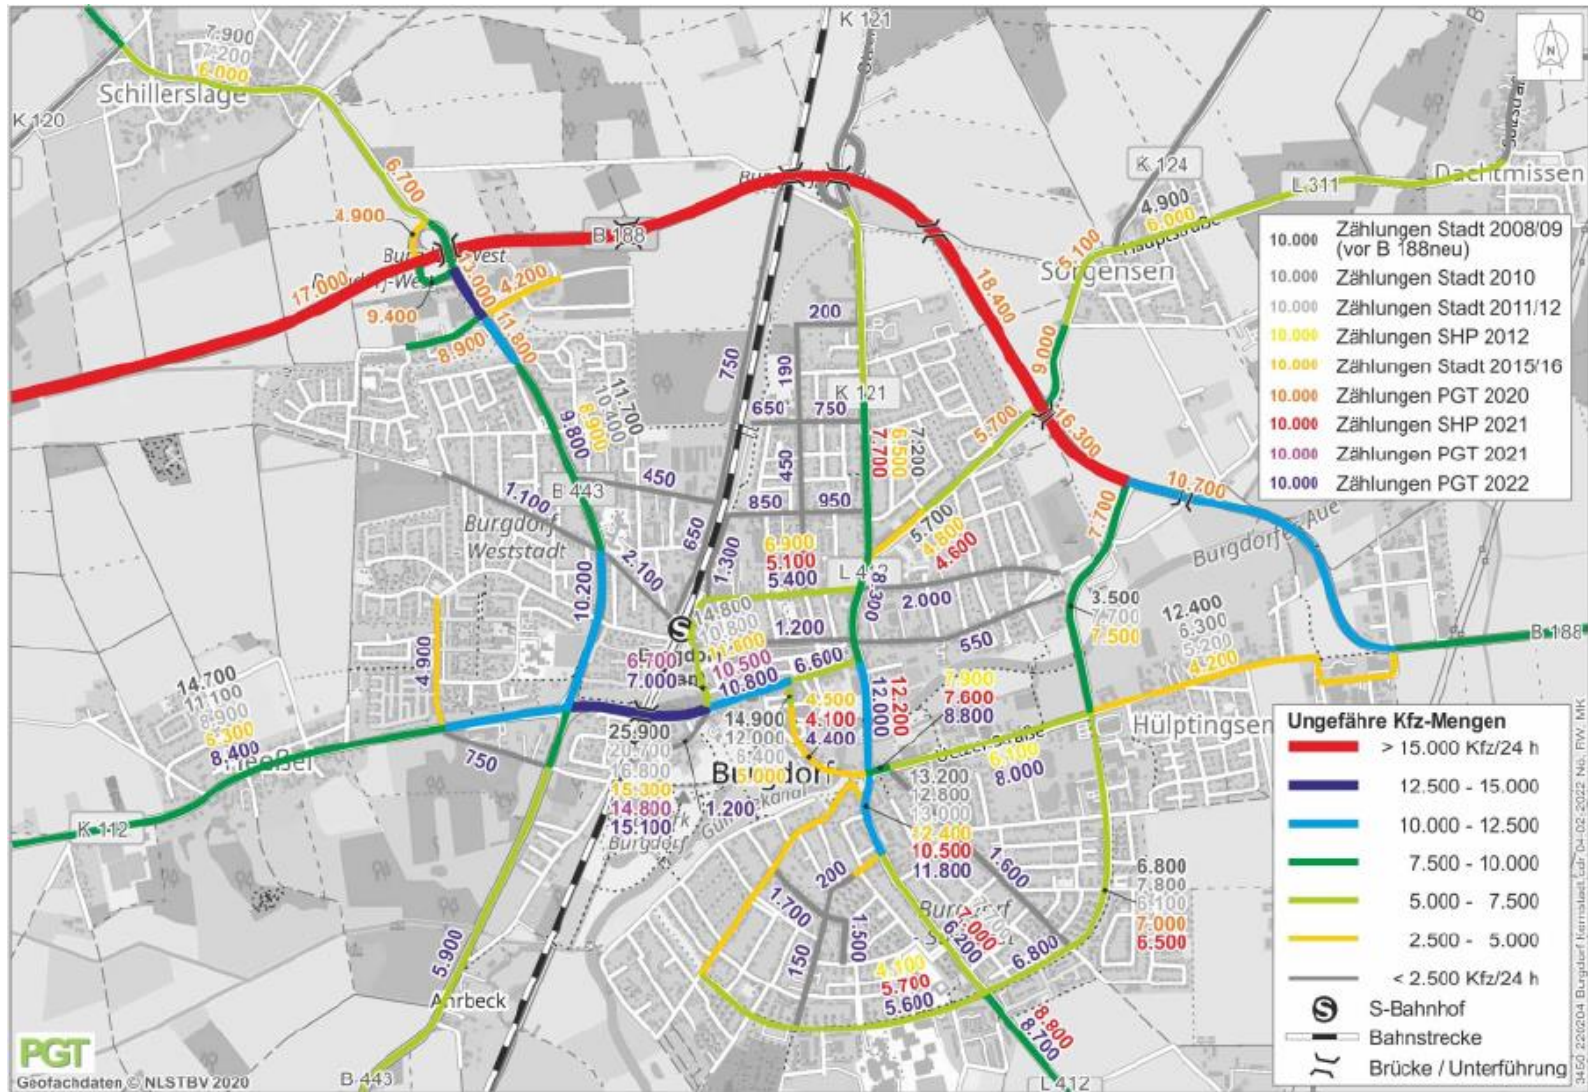 K 121
7.900
7.200
6.000
Schillerslage
K 120
K 124
L 311
Dachtmissen
4.900
6.000
Hauptstraße
5.100
Sorgensen
6.700
4.900
B 188
17.000
13.000
4.200
9.400
11.800
8.900
18.400
9.000
16.300
10.700
10.000 Zählungen Stadt 2008/09
(vor B 188neu)
10.000 Zählungen Stadt 2010
10.000 Zählungen Stadt 2011/12
10.000 Zählungen SHP 2012
10.000 Zählungen Stadt 2015/16
10.000 Zählungen PGT 2020
10.000 Zählungen SHP 2021
10.000 Zählungen PGT 2021
10.000 Zählungen PGT 2022
200
750
190
K 121
650
750
11.700
10.400
8.900
9.800
7.200
6.500
7.700
5.700
450
450
B 443
1.100
850
950
5.700
4.800
4.600
7.700
Burgdorfer Aue
Burgdorf
Weststadt
650
1.300
2.100
6.900
5.100
5.400
8.300
2.000
10.200
14.800
10.800
11.600
10.500
10.800
1.200
550
3.500
7.700
7.500
12.400
6.300
5.200
4.200
B 188
6.700
7.000
6.600
4.900
14.700
11.100
8.900
6.300
8.400
750
25.900
20.700
16.800
15.300
14.800
15.100
14.900
12.000
6.400
5.000
4.500
4.100
4.400
12.200
12.000
7.900
7.600
8.800
Hülptingsen
6.100
8.000
Burgdorf
1.200
Burgdorf
13.200
12.800
13.000
12.400
10.500
11.800
K 112
1.600
200
1.700
1.500
150
Burgdorf
7.000
6.200
6.800
6.800
7.800
6.100
7.000
6.500
4.100
5.700
5.600
5.900
Ahrbeck
8.800
8.700
B 443
L 412
Ungefähre Kfz-Mengen
> 15.000 Kfz/24 h
12.500 - 15.000
10.000 - 12.500
7.500 - 10.000
5.000 - 7.500
2.500 - 5.000
< 2.500 Kfz/24 h
S S-Bahnhof
Bahnstrecke
Brücke / Unterführung
PGT
Geofachdaten © NLSTBV 2020